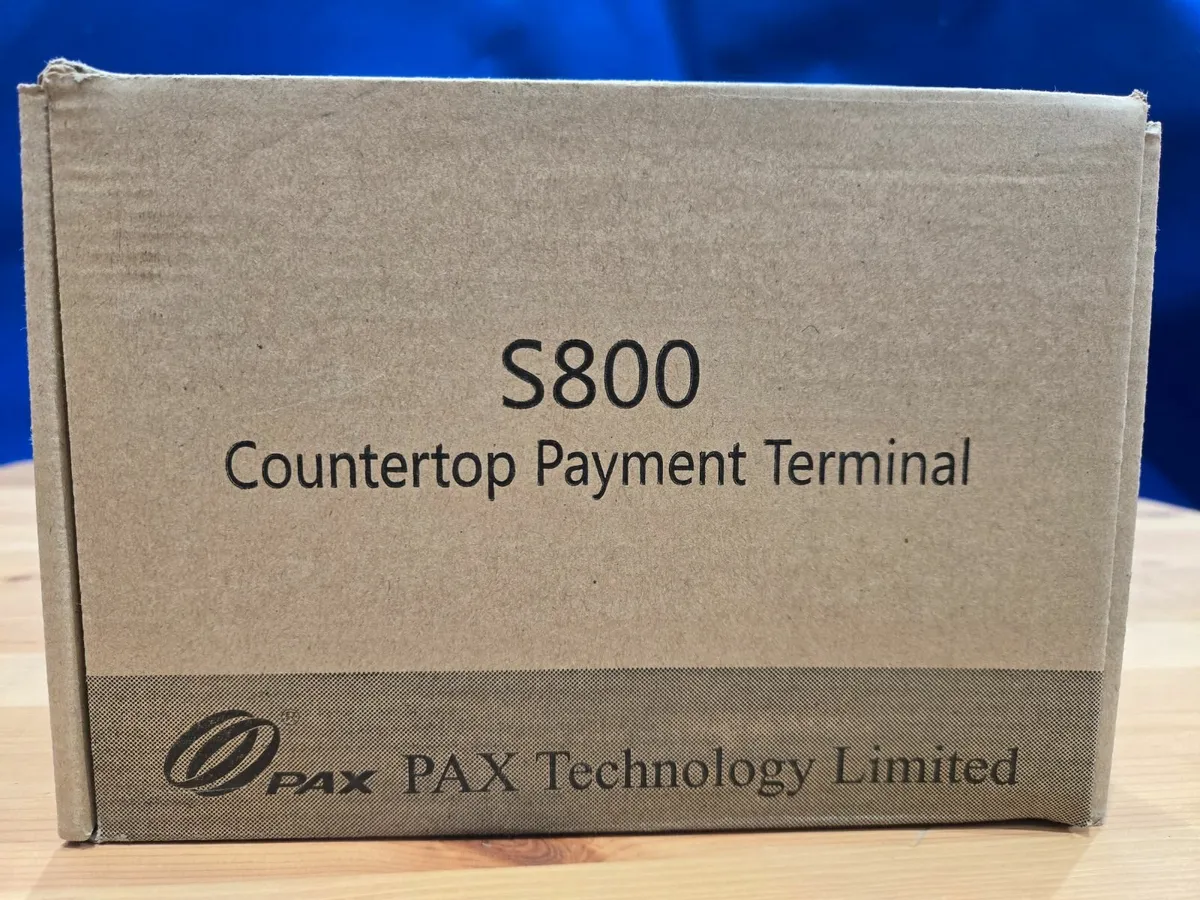 S800
Countertop Payment Terminal
® PAX PAX Technology Limited